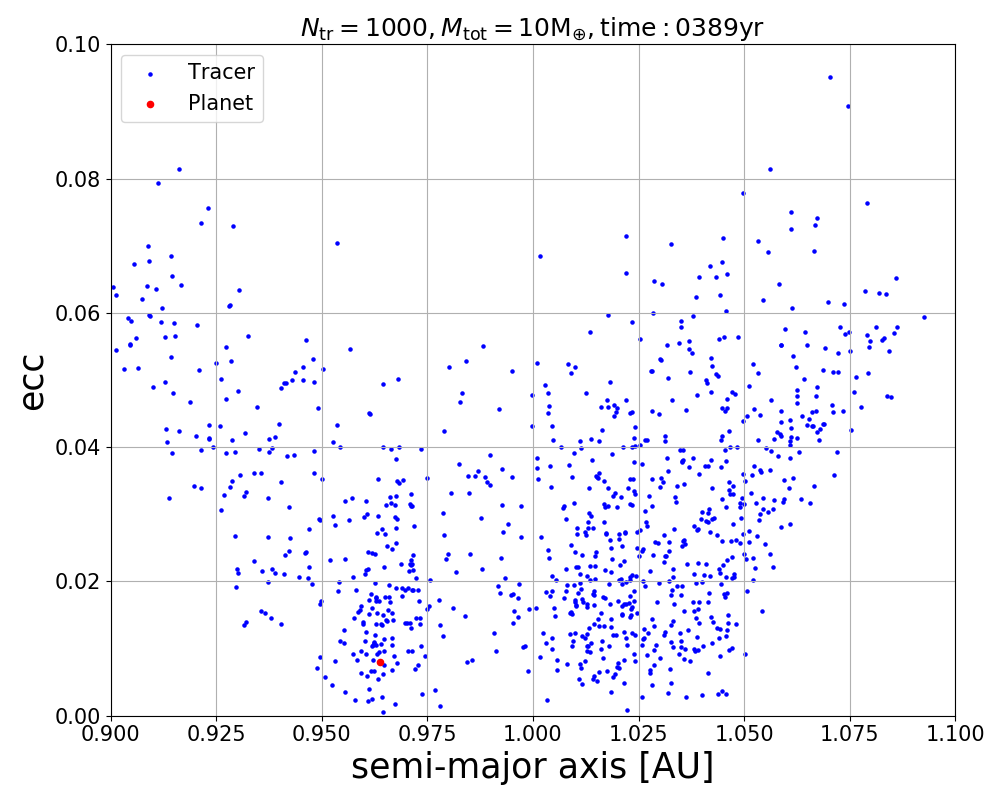 N_tr = 1000, M_tot = 10M_⊕, time : 0389yr
Tracer
Planet
ecc
0.10
0.08
0.06
0.04
0.02
0.00
0.900 0.925 0.950 0.975 1.000 1.025 1.050 1.075 1.100
semi-major axis [AU]